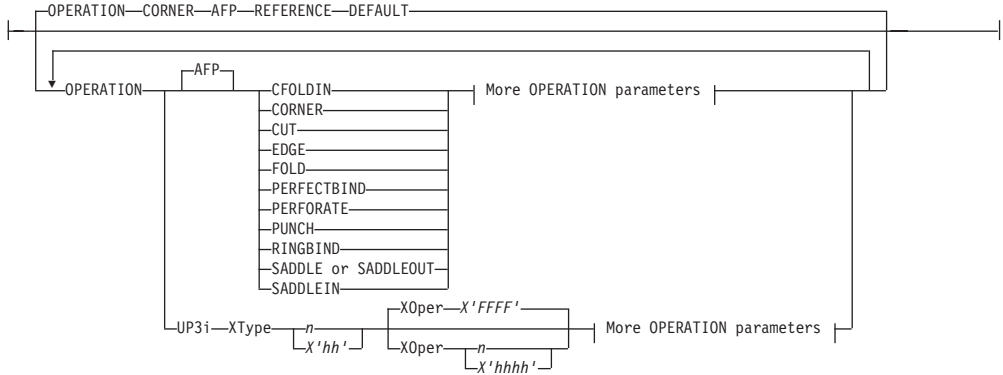 OPERATION CORNER AFP REFERENCE DEFAULT
AFP
OPERATION CFOLDIN More OPERATION parameters
CORNER
CUT
EDGE
FOLD
PERFECTBIND
PERFORATE
PUNCH
RINGBIND
SADDLE or SADDLEOUT
SADDLEIN
XOper X'FFFF'
UP3i XType n More OPERATION parameters
X'hh' XOper n
X'hhhh'